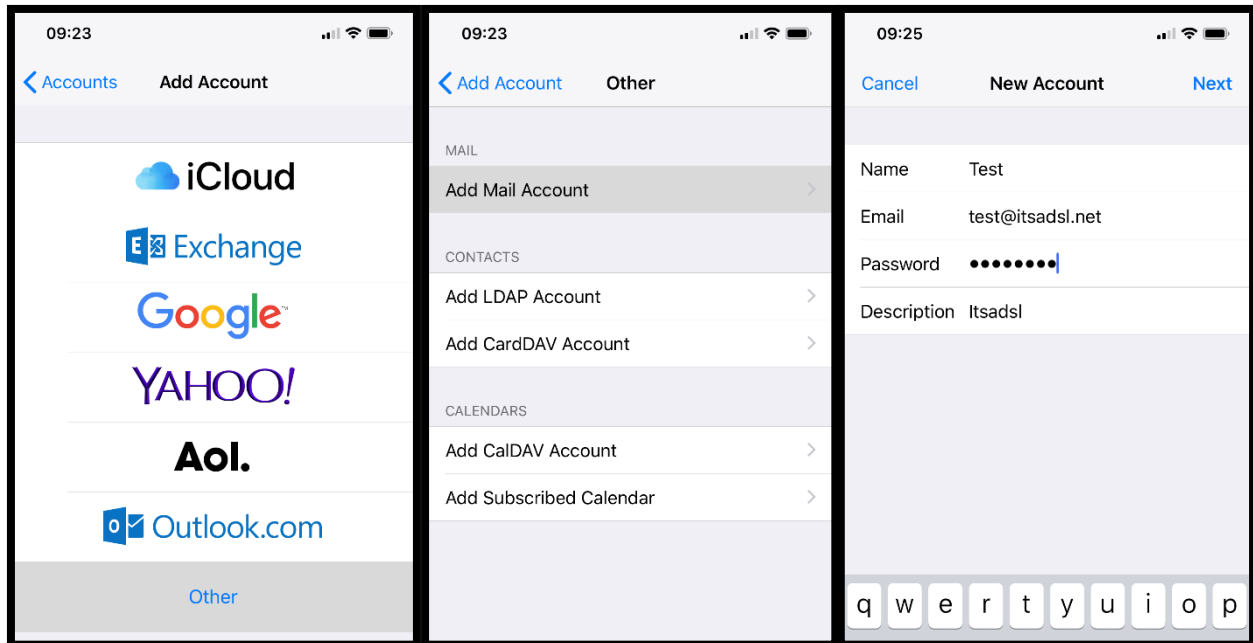 09:23
Accounts Add Account
iCloud
E Exchange
Google™
YAHOO!
Aol.
o Outlook.com
Other
09:23
Add Account Other
MAIL
Add Mail Account
CONTACTS
Add LDAP Account
Add CardDAV Account
CALENDARS
Add CalDAV Account
Add Subscribed Calendar
09:25
Cancel New Account Next
Name Test
Email test@itsadsl.net
Password ●●●●●●●●
Description Itsadsl
q w e r t y u i o p